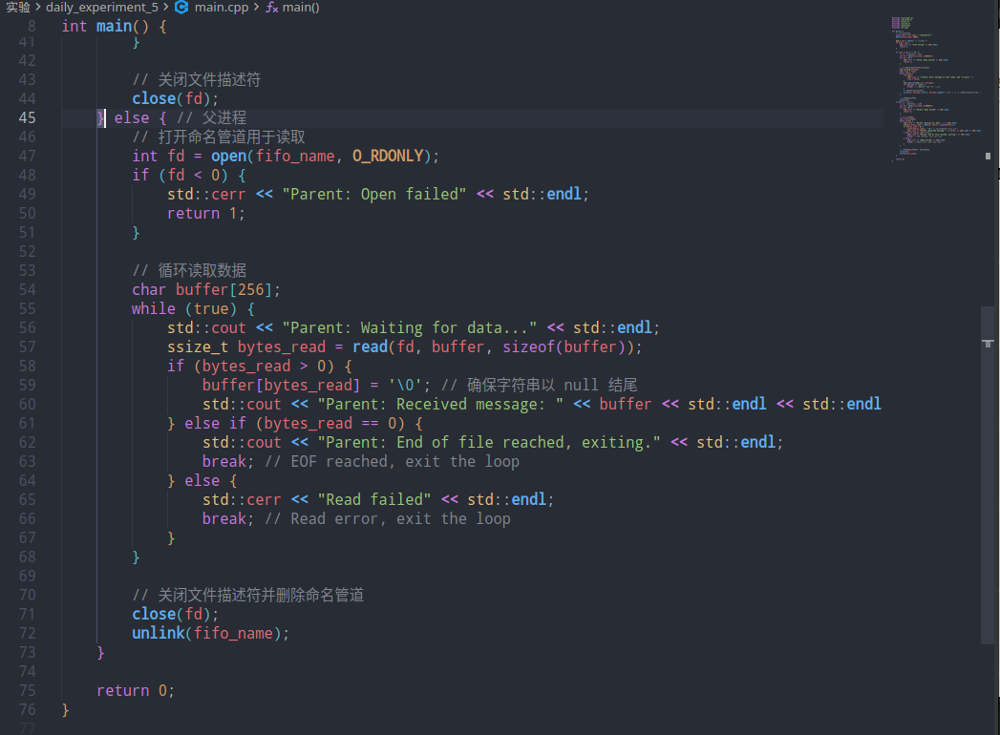 实验 > daily_experiment_5 > main.cpp > main()
8 int main() {
41 }
42
43 // 关闭文件描述符
44 close(fd);
45 } else { // 父进程
46 // 打开命名管道用于读取
47 int fd = open(fifo_name, O_RDONLY);
48 if (fd < 0) {
49 std::cerr << "Parent: Open failed" << std::endl;
50 return 1;
51 }
52
53 // 循环读取数据
54 char buffer[256];
55 while (true) {
56 std::cout << "Parent: Waiting for data..." << std::endl;
57 ssize_t bytes_read = read(fd, buffer, sizeof(buffer));
58 if (bytes_read > 0) {
59 buffer[bytes_read] = '\0'; // 确保字符串以 null 结尾
60 std::cout << "Parent: Received message: " << buffer << std::endl << std::endl
61 } else if (bytes_read == 0) {
62 std::cout << "Parent: End of file reached, exiting." << std::endl;
63 break; // EOF reached, exit the loop
64 } else {
65 std::cerr << "Read failed" << std::endl;
66 break; // Read error, exit the loop
67 }
68 }
69
70 // 关闭文件描述符并删除命名管道
71 close(fd);
72 unlink(fifo_name);
73 }
74
75 return 0;
76 }
77